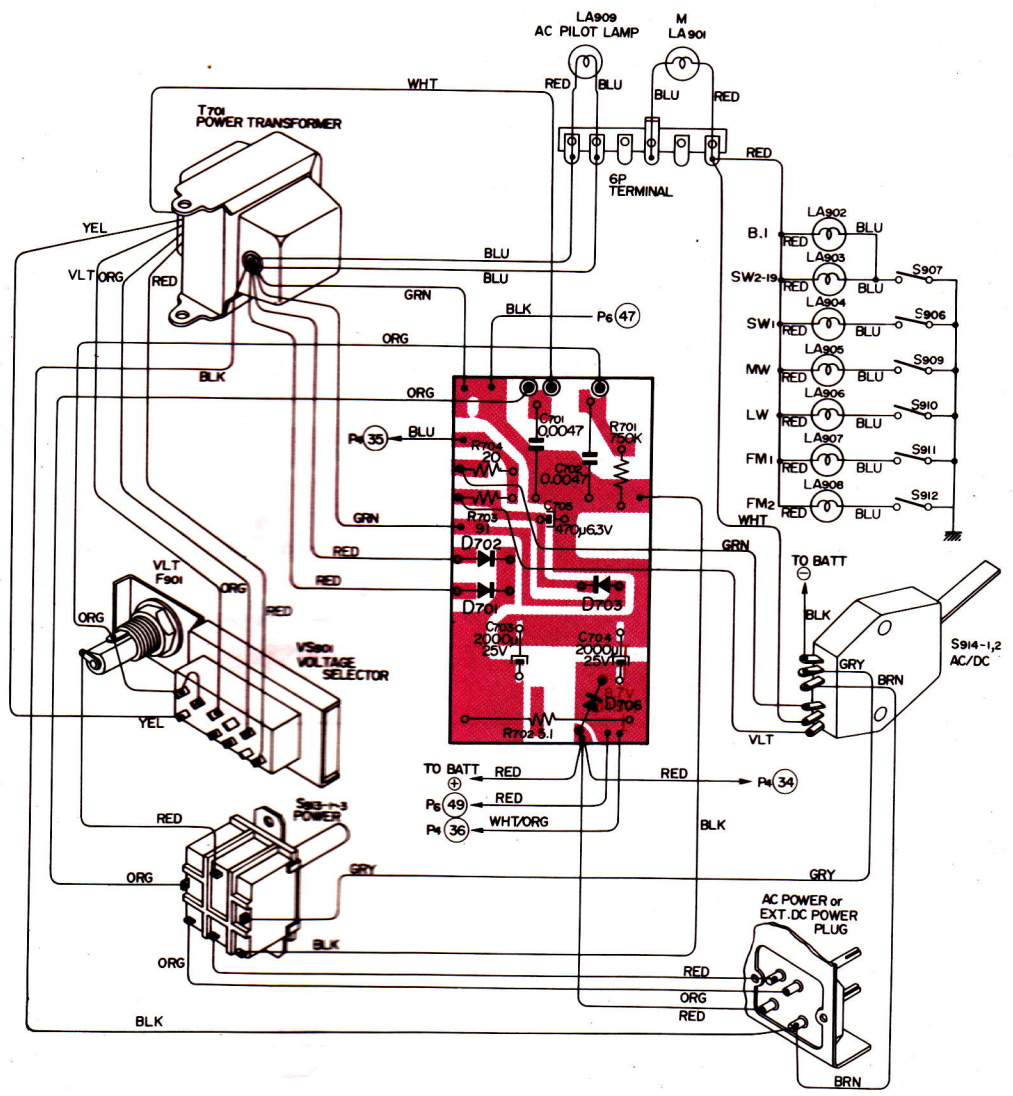 LA909
AC PILOT LAMP
M
LA901
RED
BLU
BLU
RED
WHT
T701
POWER TRANSFORMER
6P
TERMINAL
RED
YEL
VLT
ORG
RED
BLU
BLU
GRN
BLK
P6 47
ORG
BLK
ORG
P4 35
BLU
LA902
B.1
RED
BLU
LA903
SW2-19
RED
BLU
S907
LA904
SW1
RED
BLU
S906
LA905
MW
RED
BLU
S909
LA906
LW
RED
BLU
S910
LA907
FM1
RED
BLU
S911
LA908
FM2
RED
BLU
S912
C701
0.0047
R701
750K
R704
20
C702
0.0047
C705
470μ6.3V
R703
91
GRN
D702
RED
D701
RED
D703
C703
2000μ
25V
C704
2000μ
25V
8.7V
D706
R702 5.1
WHT
GRN
TO BATT
⊖
BLK
S914-1,2
AC/DC
GRY
BRN
VLT
VLT
F901
ORG
ORG
RED
VS901
VOLTAGE
SELECTOR
YEL
TO BATT
⊕
RED
RED
P4 34
P6 49
RED
P4 36
WHT/ORG
S913-1-3
POWER
RED
BLK
ORG
GRY
GRY
BLK
ORG
AC POWER or
EXT. DC POWER
PLUG
RED
ORG
RED
BLK
BRN